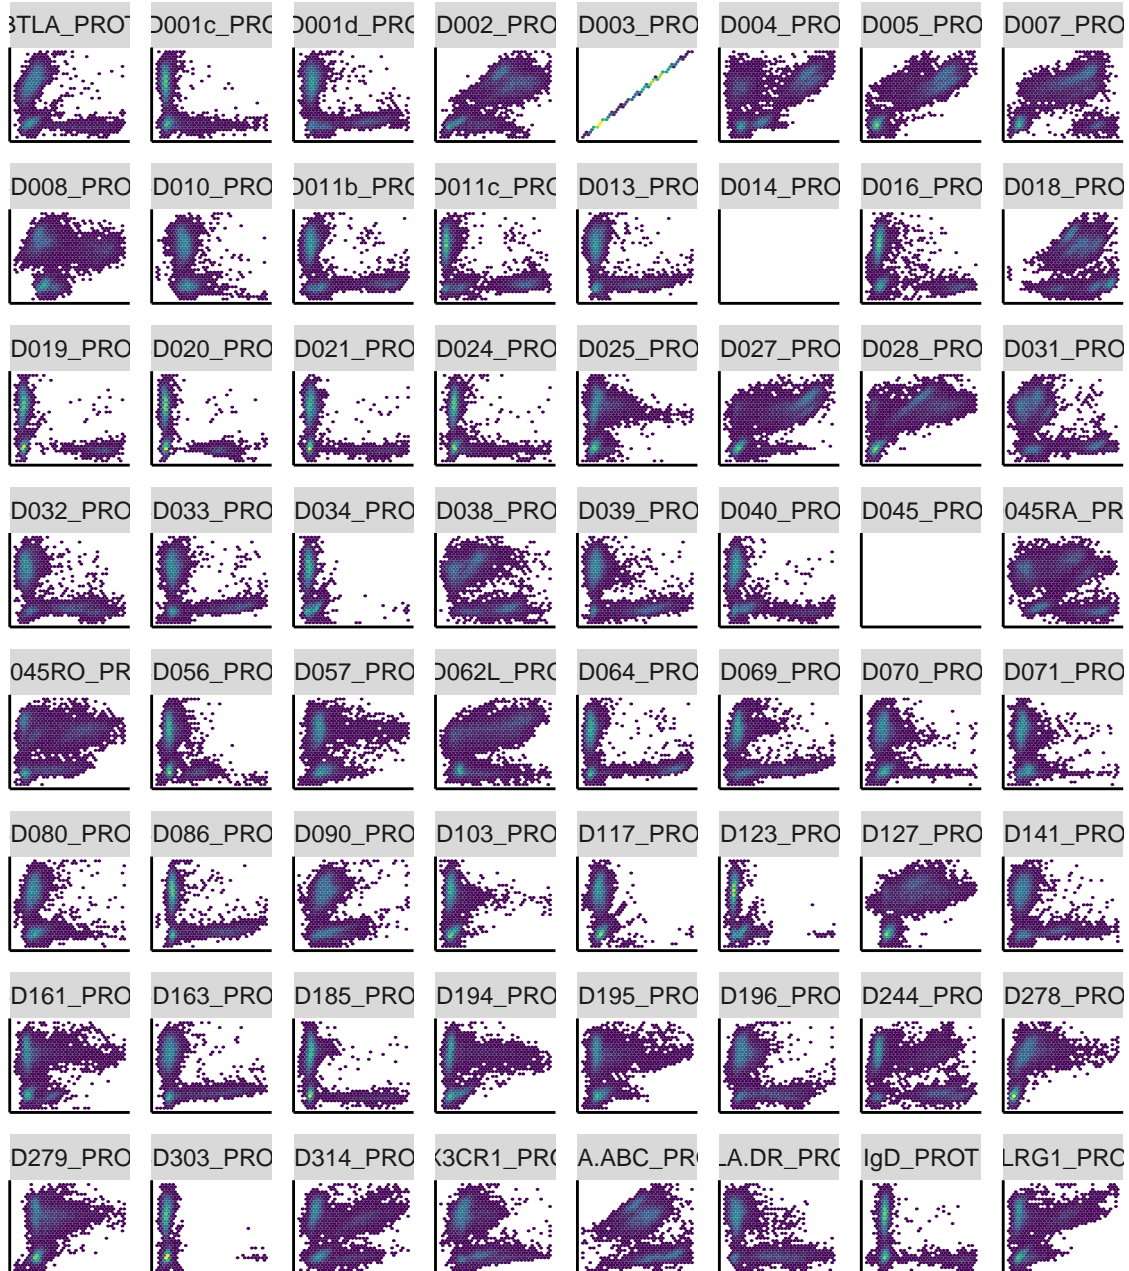 BTLA_PROT D001c_PRO D001d_PRO D002_PRO D003_PRO D004_PRO D005_PRO D007_PRO
D008_PRO D010_PRO D011b_PRO D011c_PRO D013_PRO D014_PRO D016_PRO D018_PRO
D019_PRO D020_PRO D021_PRO D024_PRO D025_PRO D027_PRO D028_PRO D031_PRO
D032_PRO D033_PRO D034_PRO D038_PRO D039_PRO D040_PRO D045_PRO 045RA_PR
045RO_PR D056_PRO D057_PRO D062L_PRO D064_PRO D069_PRO D070_PRO D071_PRO
D080_PRO D086_PRO D090_PRO D103_PRO D117_PRO D123_PRO D127_PRO D141_PRO
D161_PRO D163_PRO D185_PRO D194_PRO D195_PRO D196_PRO D244_PRO D278_PRO
D279_PRO D303_PRO D314_PRO X3CR1_PRO A.ABC_PRO LA.DR_PRO IgD_PROT LRG1_PRO